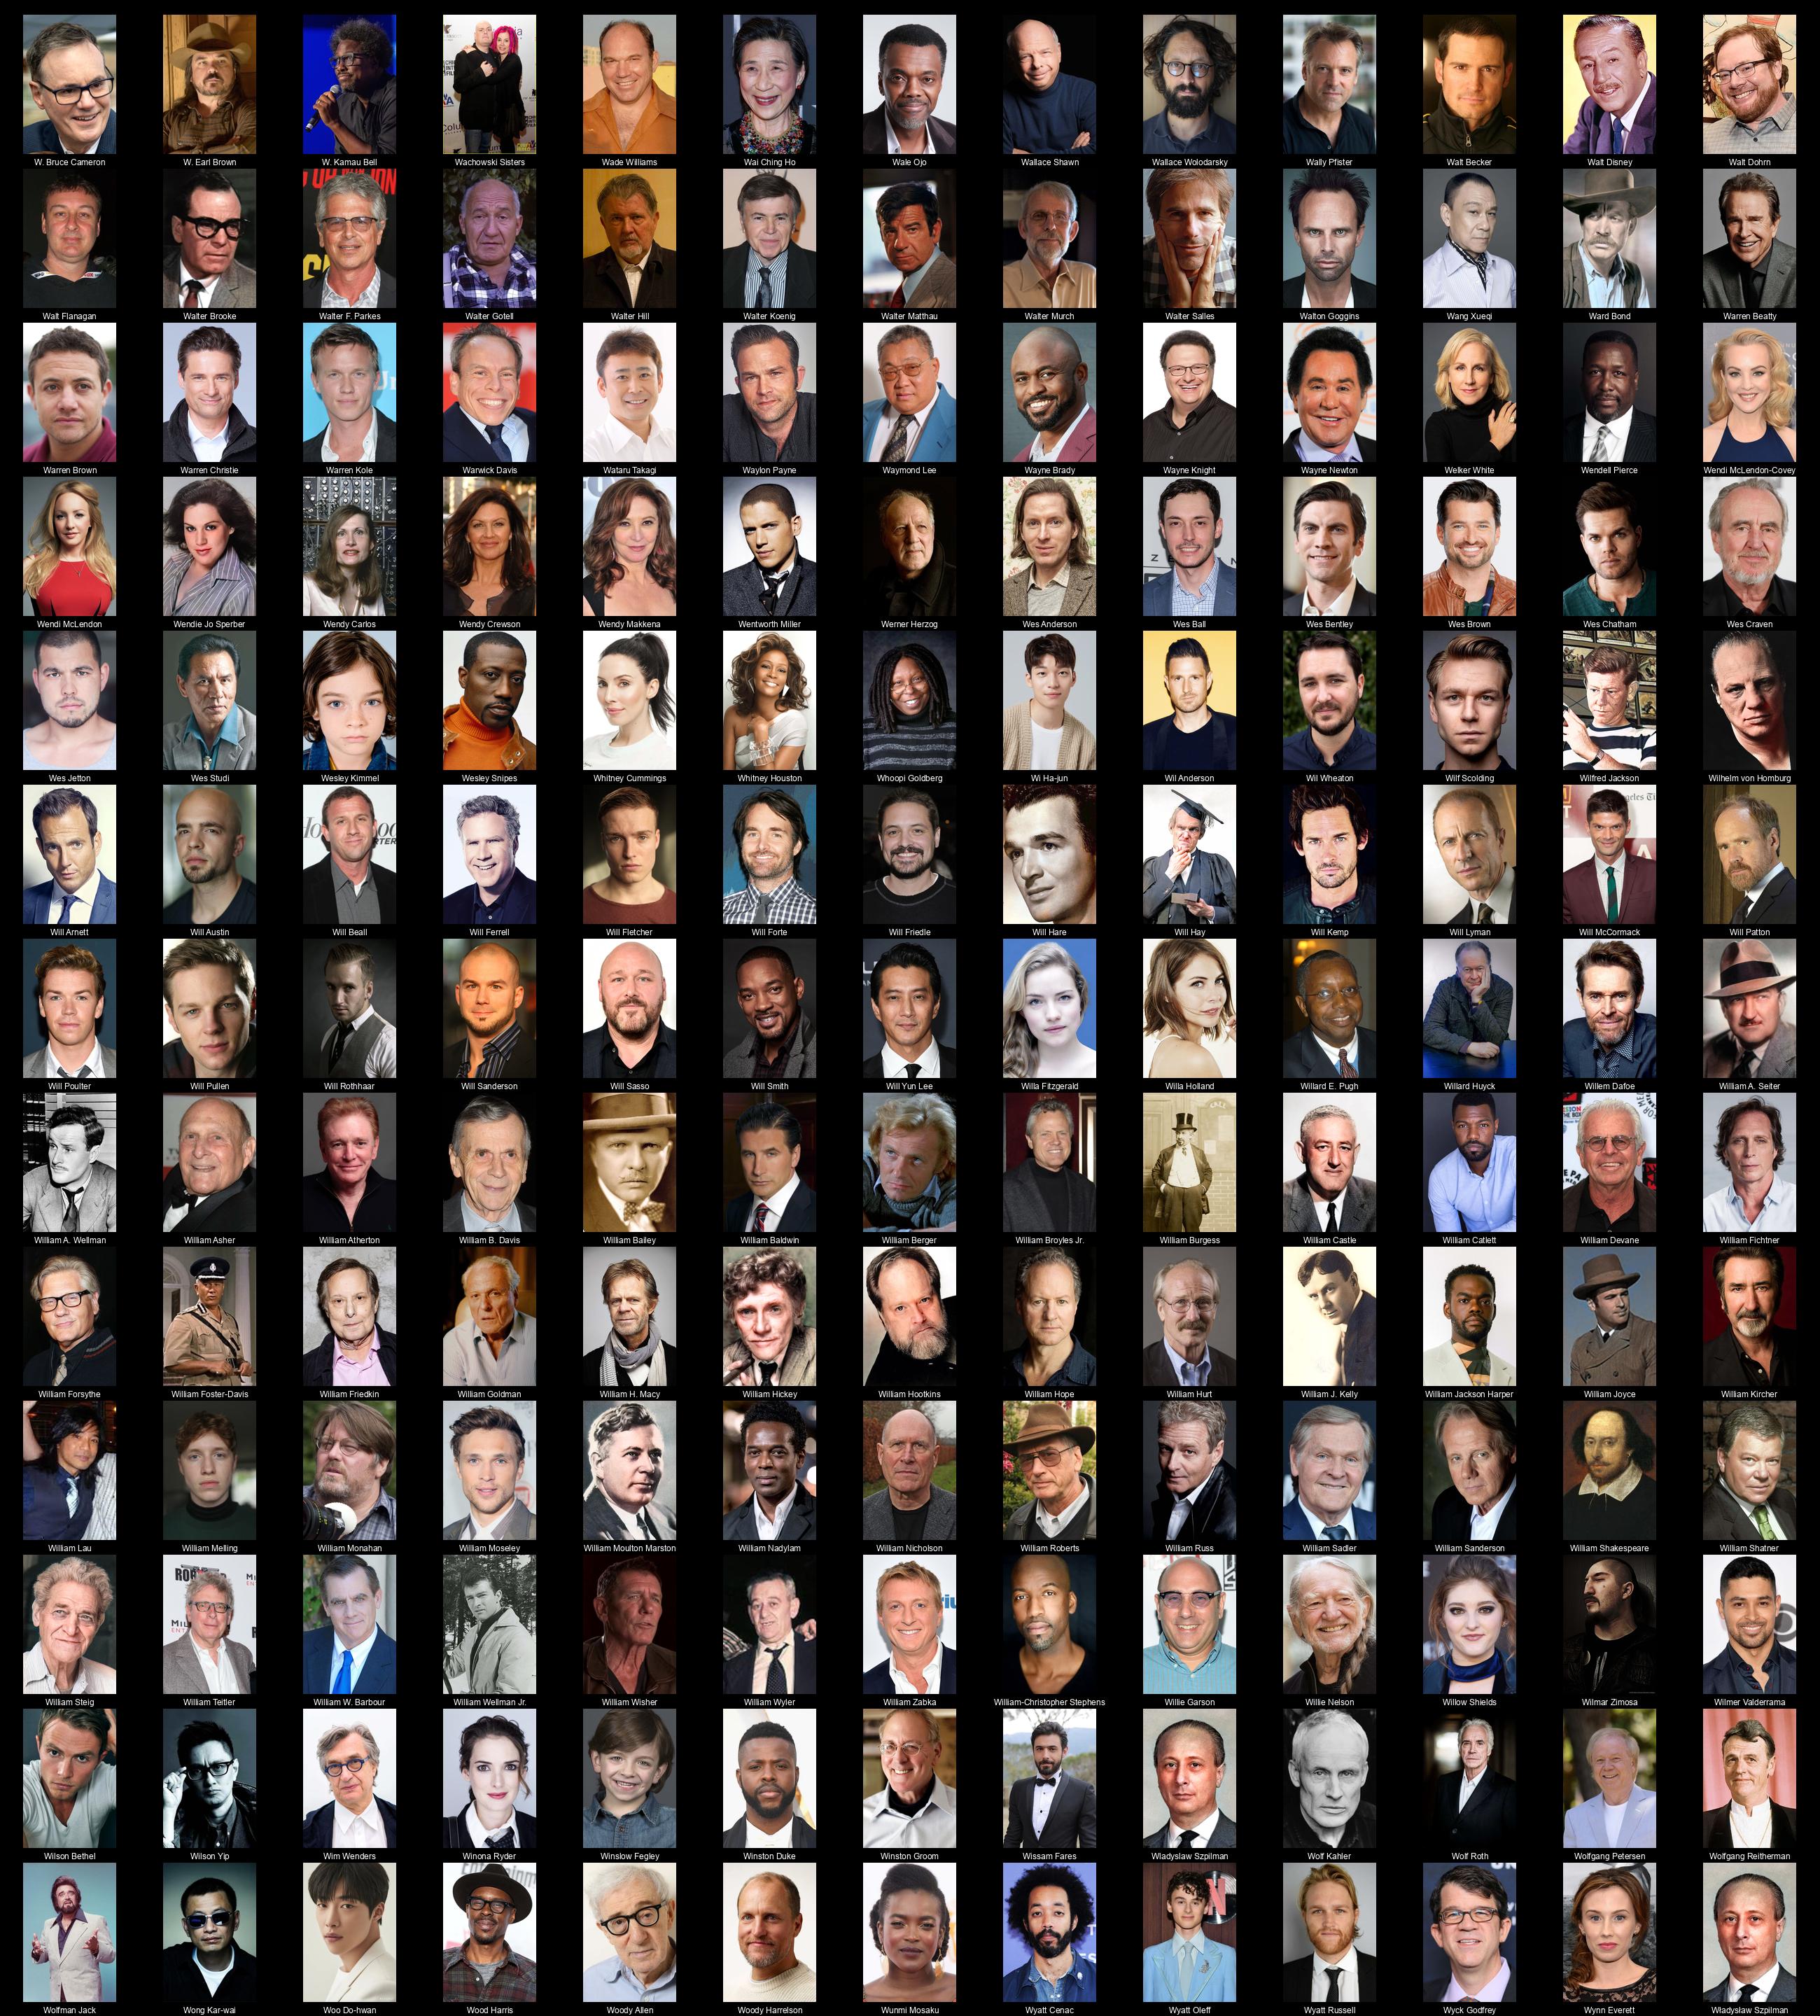 W. Bruce Cameron
W. Earl Brown
W. Kamau Bell
Wachowski Sisters
Wade Williams
Wai Ching Ho
Wale Ojo
Wallace Shawn
Wallace Wolodarsky
Wally Pfister
Walt Becker
Walt Disney
Walt Dohrn
Walt Flanagan
Walter Brooke
Walter F. Parkes
Walter Gotell
Walter Hill
Walter Koenig
Walter Matthau
Walter Murch
Walter Salles
Walton Goggins
Wang Xueqi
Ward Bond
Warren Beatty
Warren Brown
Warren Christie
Warren Kole
Warwick Davis
Wataru Takagi
Waylon Payne
Waymond Lee
Wayne Brady
Wayne Knight
Wayne Newton
Welker White
Wendell Pierce
Wendi McLendon-Covey
Wendi McLendon
Wendie Jo Sperber
Wendy Carlos
Wendy Crewson
Wendy Makkena
Wentworth Miller
Werner Herzog
Wes Anderson
Wes Ball
Wes Bentley
Wes Brown
Wes Chatham
Wes Craven
Wes Jetton
Wes Studi
Wesley Kimmel
Wesley Snipes
Whitney Cummings
Whitney Houston
Whoopi Goldberg
Wi Ha-jun
Wil Anderson
Wil Wheaton
Wilf Scolding
Wilfred Jackson
Wilhelm von Homburg
Will Arnett
Will Austin
Will Beall
Will Ferrell
Will Fletcher
Will Forte
Will Friedle
Will Hare
Will Hay
Will Kemp
Will Lyman
Will McCormack
Will Patton
Will Poulter
Will Pullen
Will Rothhaar
Will Sanderson
Will Sasso
Will Smith
Will Yun Lee
Willa Fitzgerald
Willa Holland
Willard E. Pugh
Willard Huyck
Willem Dafoe
William A. Seiter
William A. Wellman
William Asher
William Atherton
William B. Davis
William Bailey
William Baldwin
William Berger
William Broyles Jr.
William Burgess
William Castle
William Catlett
William Devane
William Fichtner
William Forsythe
William Foster-Davis
William Friedkin
William Goldman
William H. Macy
William Hickey
William Hootkins
William Hope
William Hurt
William J. Kelly
William Jackson Harper
William Joyce
William Kircher
William Lau
William Melling
William Monahan
William Moseley
William Moulton Marston
William Nadylam
William Nicholson
William Roberts
William Russ
William Sadler
William Sanderson
William Shakespeare
William Shatner
William Steig
William Teitler
William W. Barbour
William Wellman Jr.
William Wisher
William Wyler
William Zabka
William-Christopher Stephens
Willie Garson
Willie Nelson
Willow Shields
Wilmar Zimosa
Wilmer Valderrama
Wilson Bethel
Wilson Yip
Wim Wenders
Winona Ryder
Winslow Fegley
Winston Duke
Winston Groom
Wissam Fares
Wladyslaw Szpilman
Wolf Kahler
Wolf Roth
Wolfgang Petersen
Wolfgang Reitherman
Wolfman Jack
Wong Kar-wai
Woo Do-hwan
Wood Harris
Woody Allen
Woody Harrelson
Wunmi Mosaku
Wyatt Cenac
Wyatt Oleff
Wyatt Russell
Wyck Godfrey
Wynn Everett
Władysław Szpilman